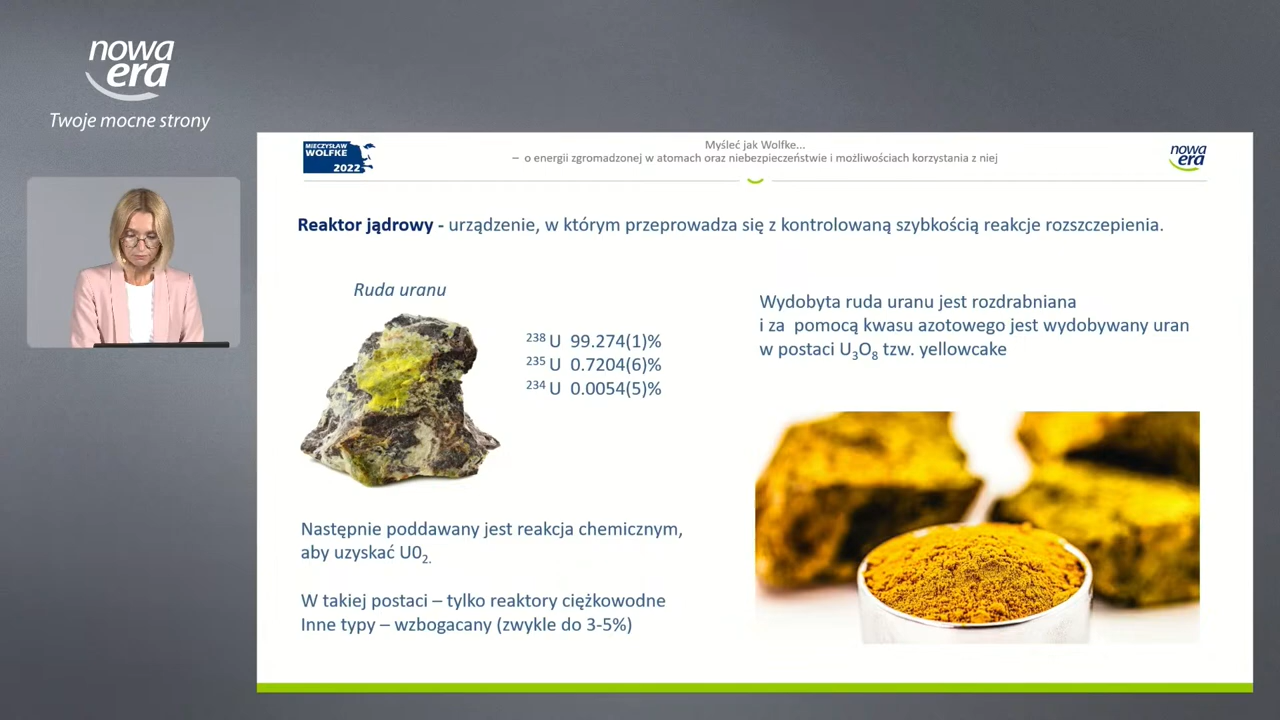 nowa
era
Twoje mocne strony
MIECZYSŁAW
WOLFKE
2022
Myśleć jak Wolfke...
– o energii zgromadzonej w atomach oraz niebezpieczeństwie i możliwościach korzystania z niej
nowa
era
Reaktor jądrowy - urządzenie, w którym przeprowadza się z kontrolowaną szybkością reakcje rozszczepienia.
Ruda uranu
²³⁸U 99.274(1)%
²³⁵U 0.7204(6)%
²³⁴U 0.0054(5)%
Wydobyta ruda uranu jest rozdrabniana
i za pomocą kwasu azotowego jest wydobywany uran
w postaci U₃O₈ tzw. yellowcake
Następnie poddawany jest reakcja chemicznym,
aby uzyskać U0₂.
W takiej postaci – tylko reaktory ciężkowodne
Inne typy – wzbogacany (zwykle do 3-5%)